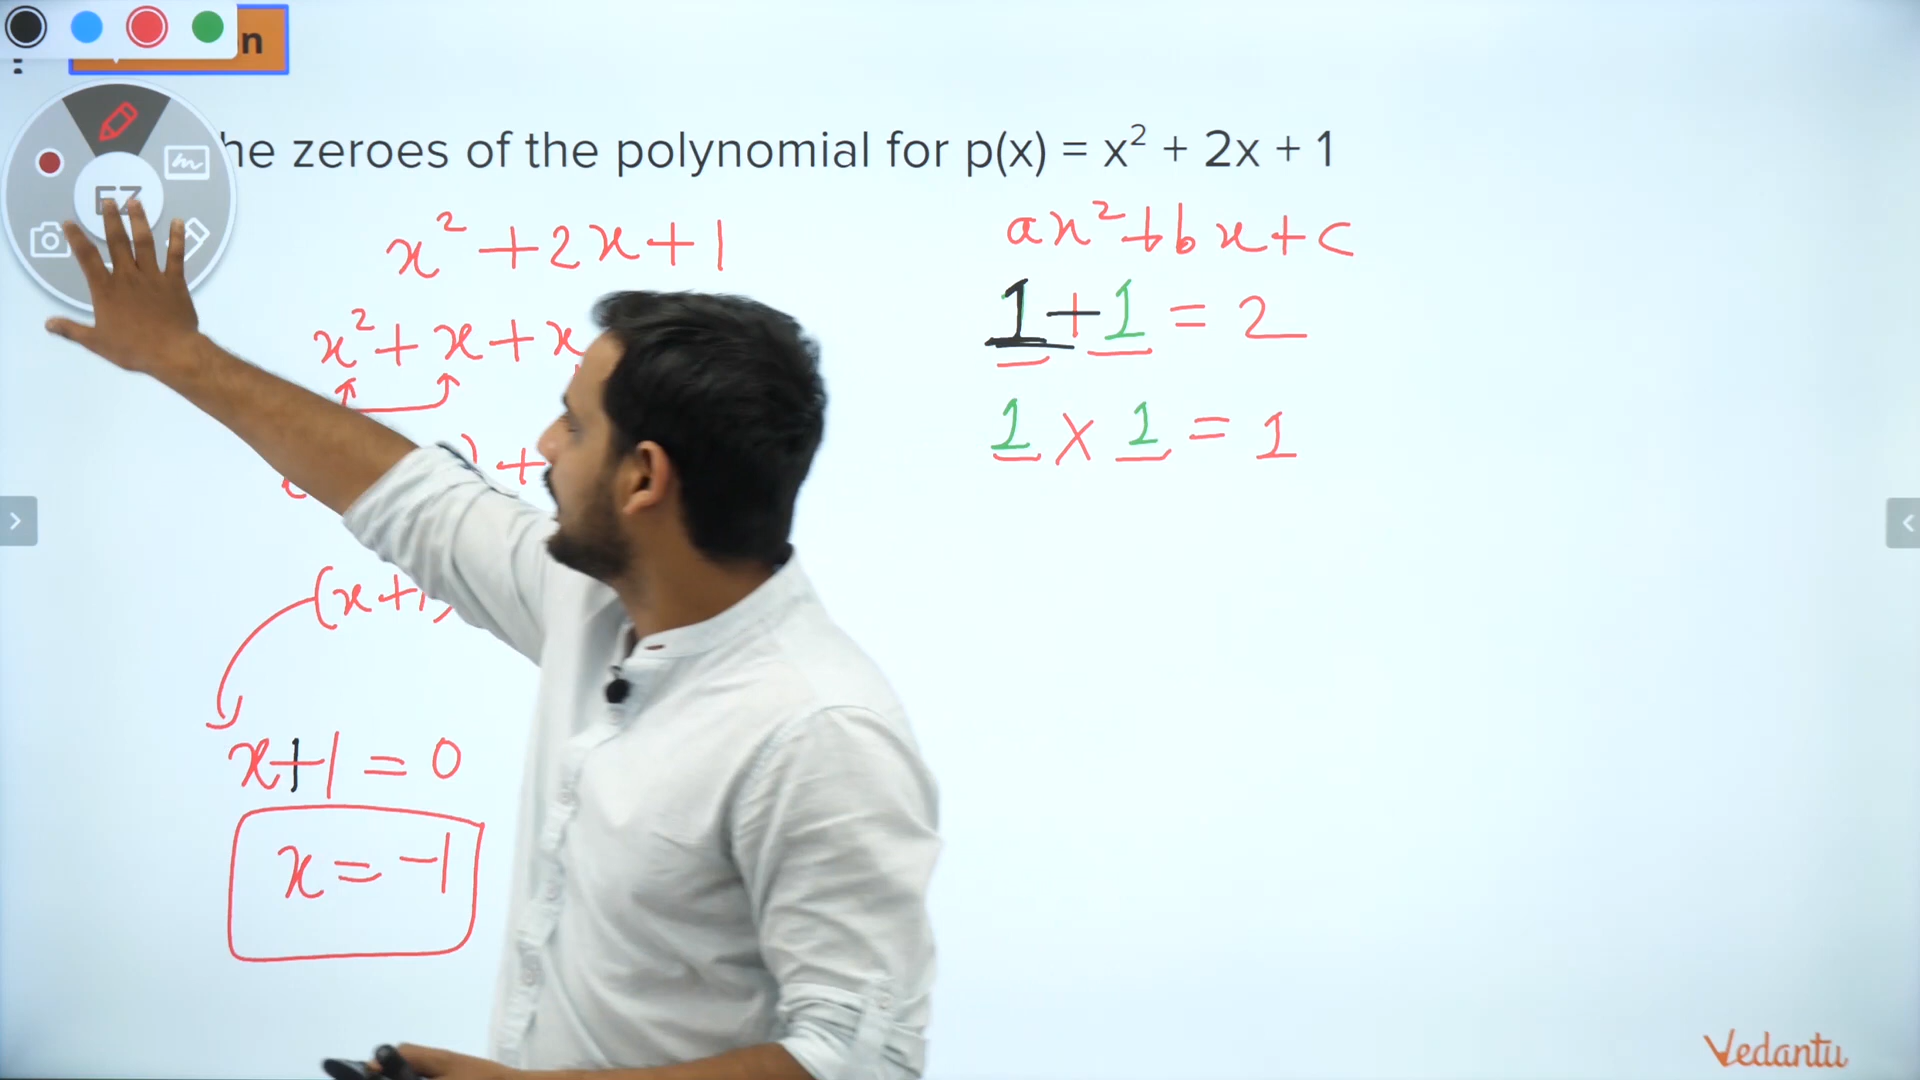 n
EZ
he zeroes of the polynomial for p(x) = x² + 2x + 1
x² + 2x + 1
ax² + bx + c
1 + 1 = 2
x² + x + x
1 x 1 = 1
) +
(x+1)
x+1 = 0
x = -1
Vedantu